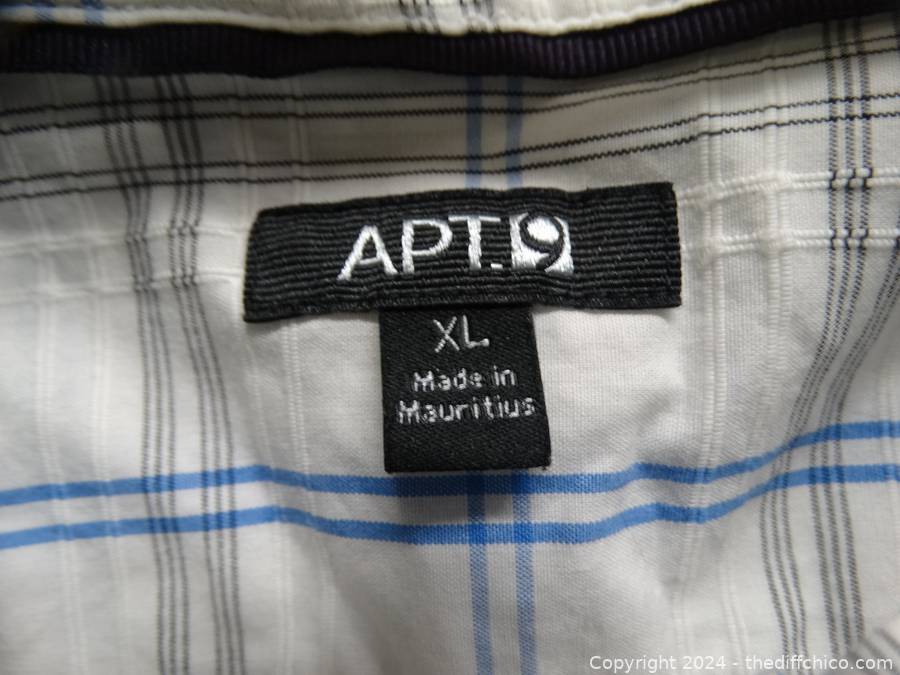 APT.9
XL
Made in
Mauritius
Copyright 2024 - thediffchico.com